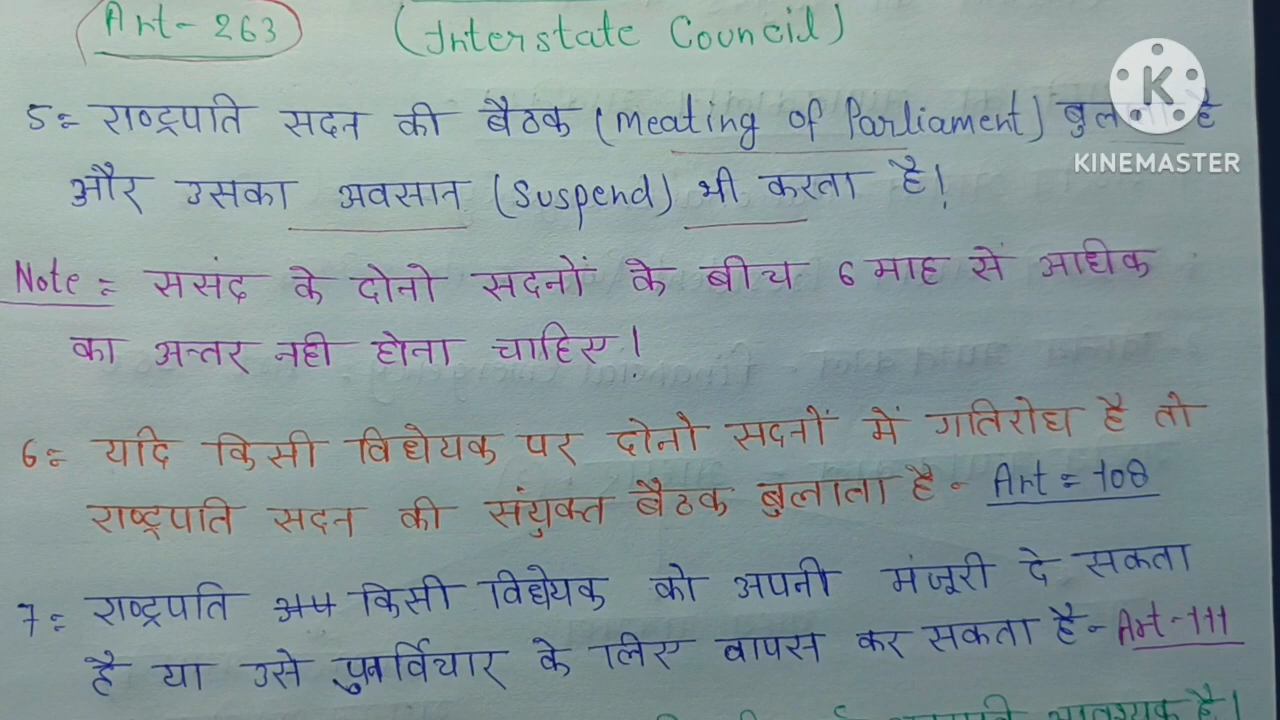 Art - 263 (Interstate Council)
5= राष्ट्रपति सदन की बैठक (Meating of Parliament) है
K
KINEMASTER
और उसका अवसान (Suspend) भी करता है।
Note = ससंद के दोनो सदनों के बीच 6 माह से अधिक
का अन्तर नही होना चाहिए।
6= यदि किसी विधेयक पर दोनो सदनों में गतिरोध है तो
राष्ट्रपति सदन की संयुक्त बैठक बुलाता है - Art = 108
7= राष्ट्रपति किसी विधेयक को अपनी मंजूरी दे सकता
है या उसे पुनर्विचार के लिए वापस कर सकता है - Art - 111
है।